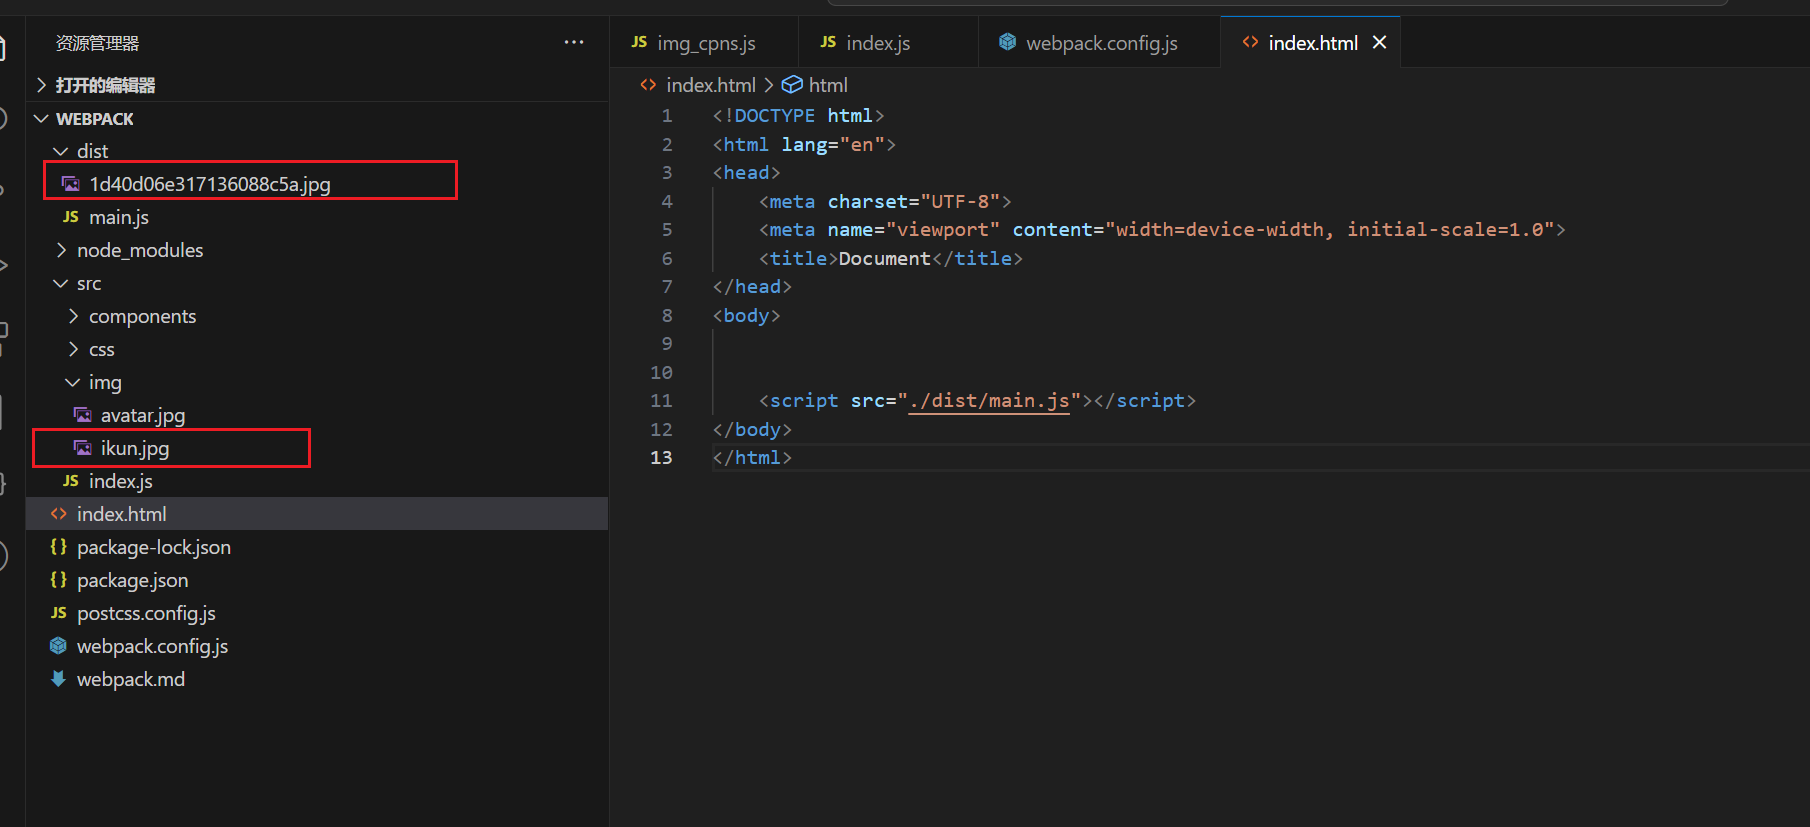 资源管理器
打开的编辑器
WEBPACK
dist
1d40d06e317136088c5a.jpg
JS main.js
node_modules
src
components
css
img
avatar.jpg
ikun.jpg
JS index.js
<> index.html
{} package-lock.json
{} package.json
JS postcss.config.js
webpack.config.js
webpack.md
JS img_cpns.js JS index.js webpack.config.js <> index.html
<> index.html > html
1 <!DOCTYPE html>
2 <html lang="en">
3 <head>
4     <meta charset="UTF-8">
5     <meta name="viewport" content="width=device-width, initial-scale=1.0">
6     <title>Document</title>
7 </head>
8 <body>
9
10
11     <script src="./dist/main.js"></script>
12 </body>
13 </html>